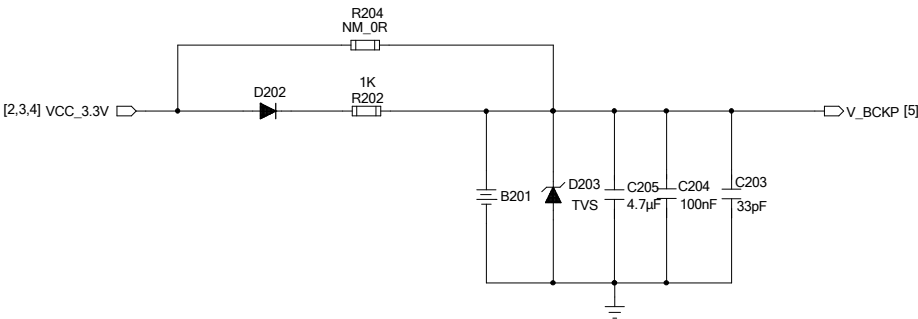 R204
NM_0R
D202
1K
R202
[2,3,4] VCC_3.3V
V_BCKP [5]
B201
D203
TVS
C205
4.7µF
C204
100nF
C203
33pF